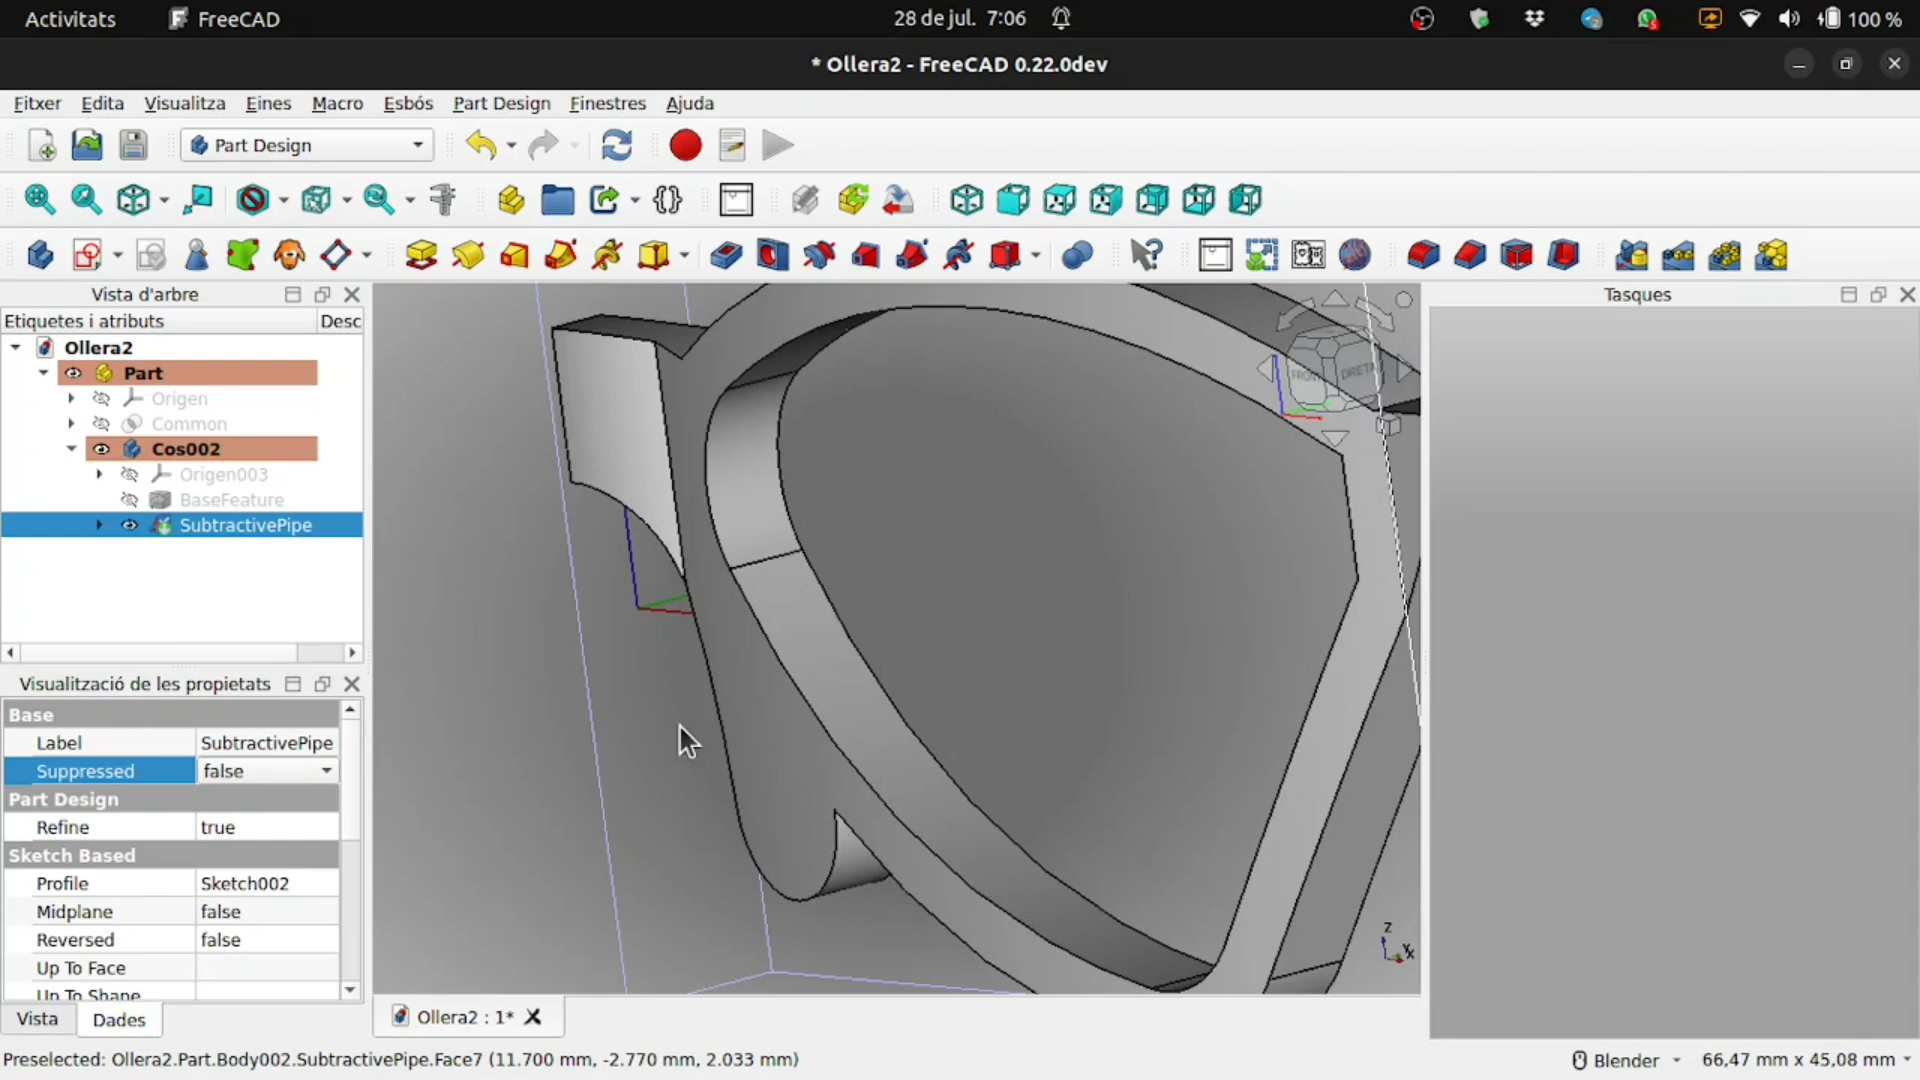 Activitats
FreeCAD
28 de jul. 7:06
100 %
* Ollera2 - FreeCAD 0.22.0dev
Fitxer Edita Visualitza Eines Macro Esbós Part Design Finestres Ajuda
Part Design
Vista d'arbre
Etiquetes i atributs
Desc
Ollera2
Part
Origen
Common
Cos002
Origen003
BaseFeature
SubtractivePipe
Visualització de les propietats
Base
Label SubtractivePipe
Suppressed false
Part Design
Refine true
Sketch Based
Profile Sketch002
Midplane false
Reversed false
Up To Face
Up To Shape
Vista
Dades
Tasques
DRETA
Z
Ollera2 : 1*
Preselected: Ollera2.Part.Body002.SubtractivePipe.Face7 (11.700 mm, -2.770 mm, 2.033 mm)
Blender
66,47 mm x 45,08 mm